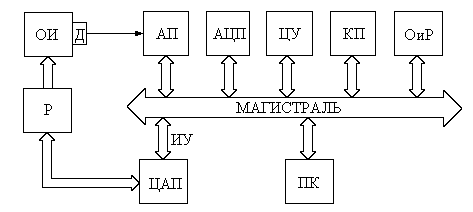 ОИ Д АП АЦП ЦУ КП ОиР
Р МАГИСТРАЛЬ
ИУ
ЦАП ПК